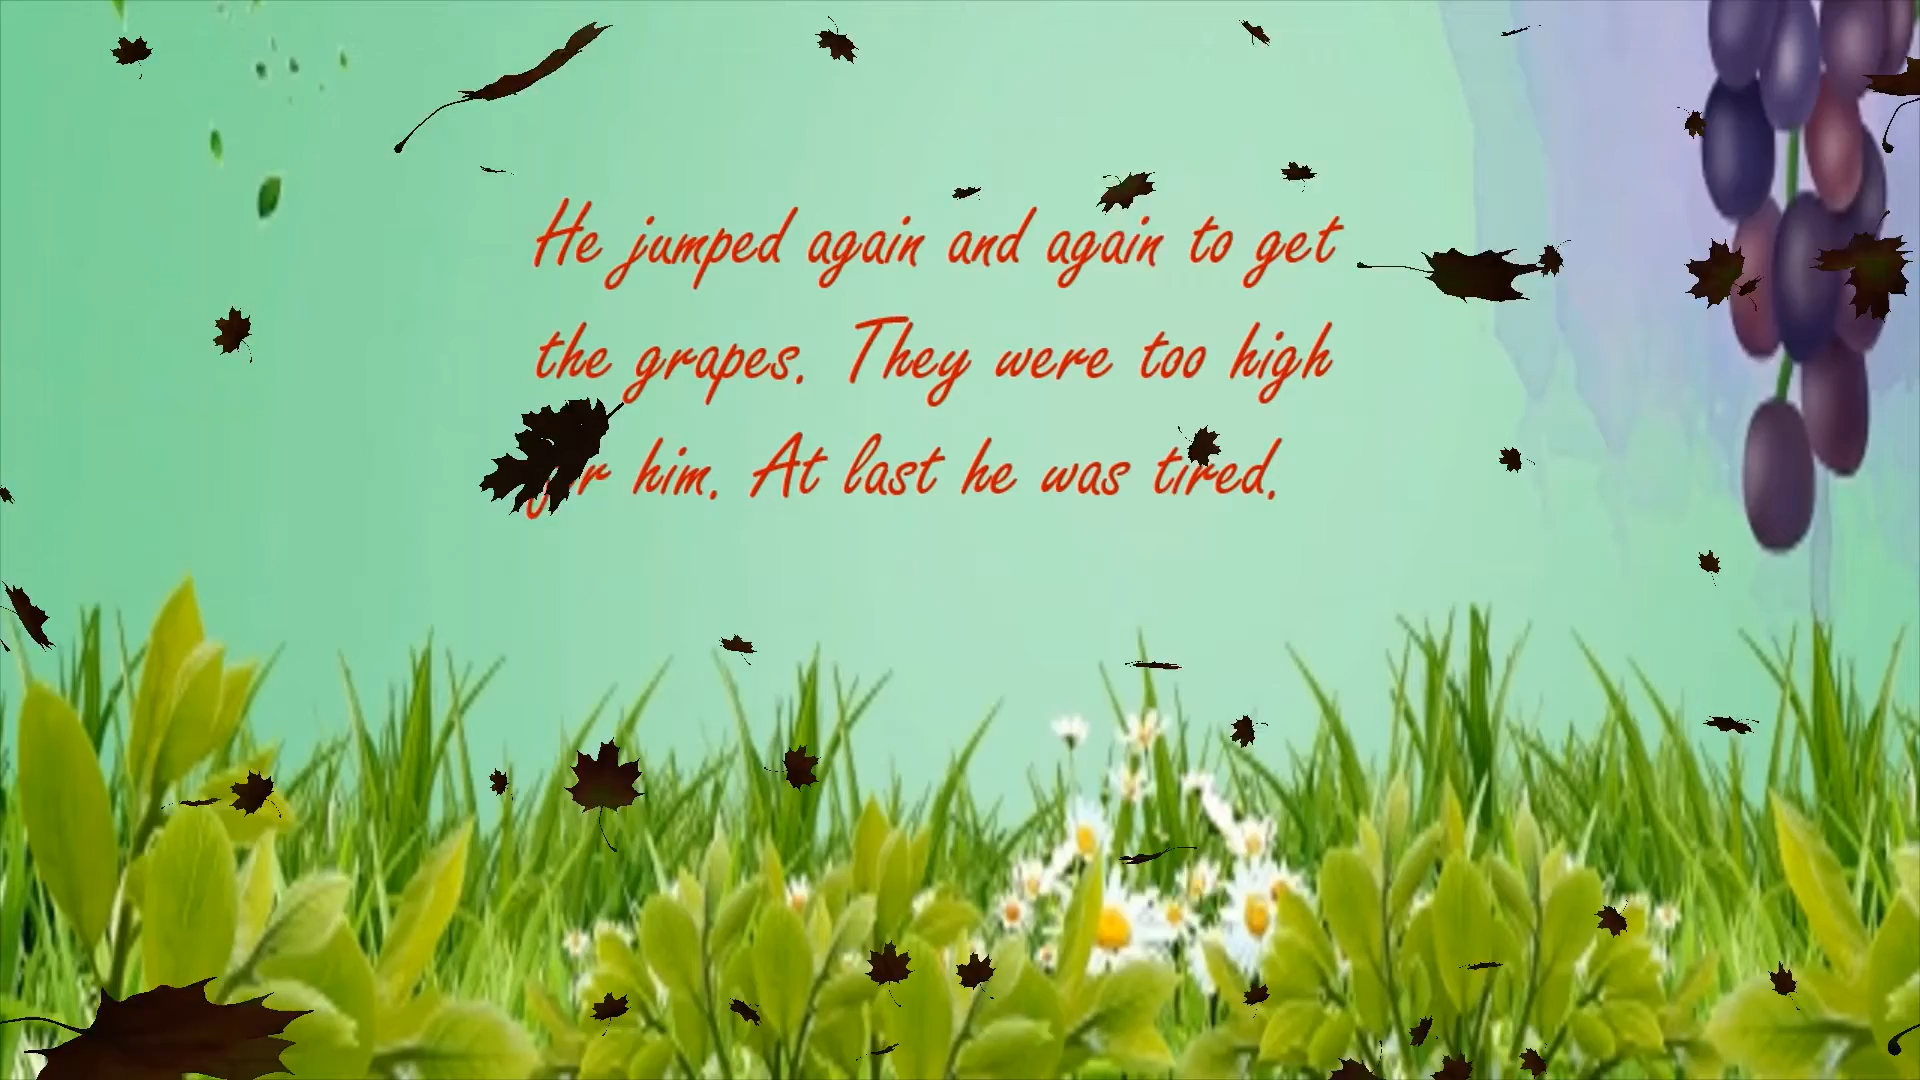 He jumped again and again to get
the grapes. They were too high
him. At last he was tired.